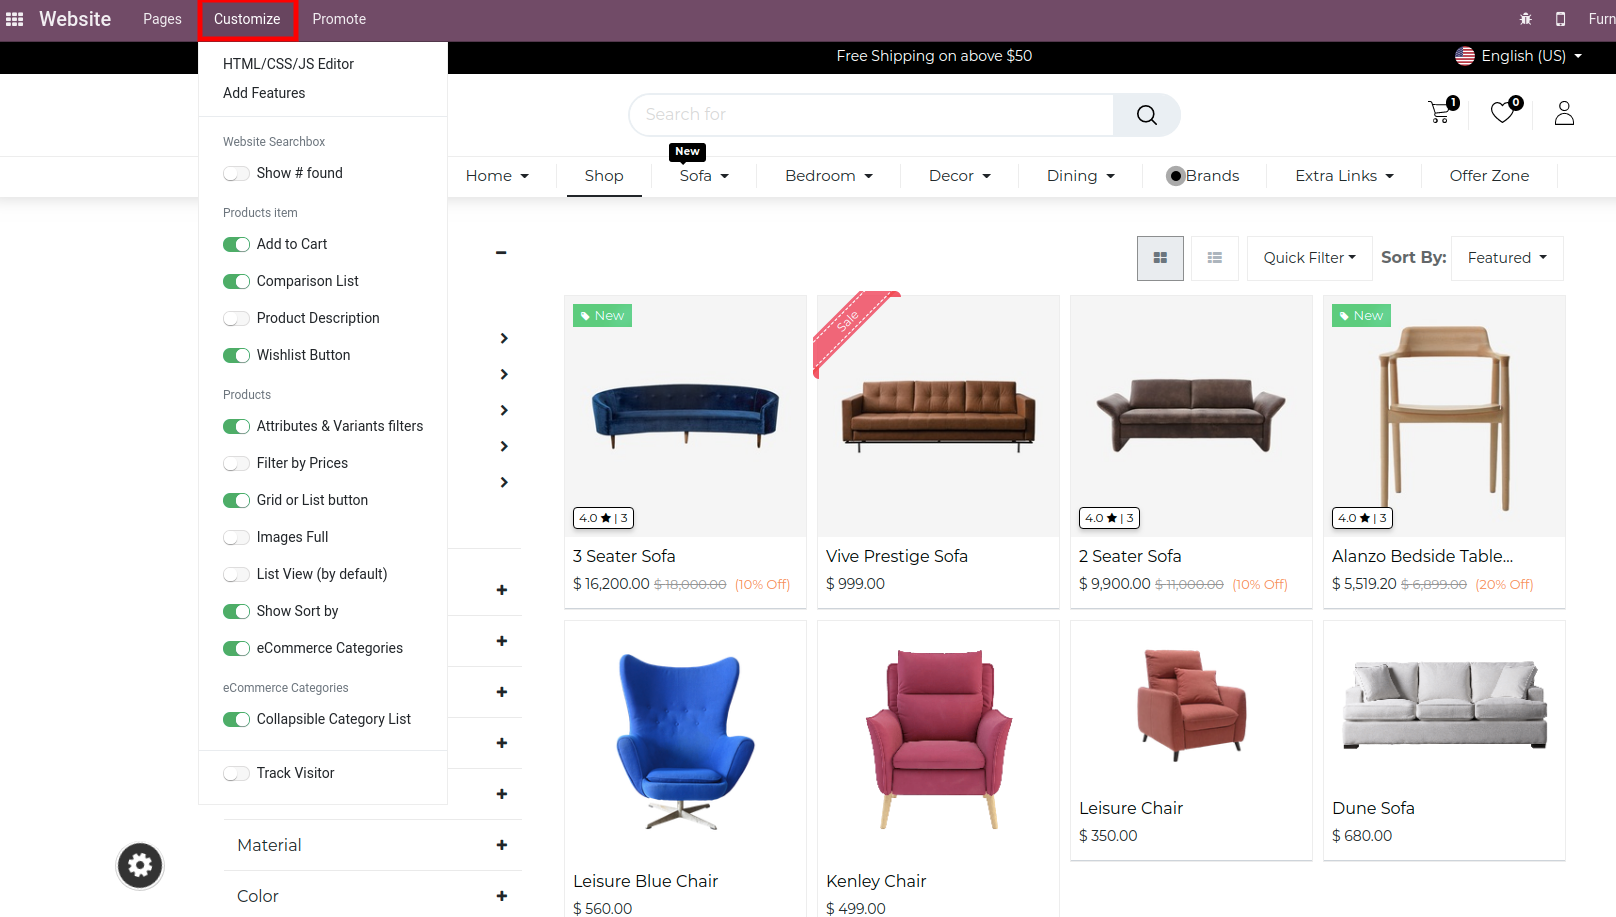 Website Pages Customize Promote Furn
Free Shipping on above $50 English (US)
HTML/CSS/JS Editor
Add Features
Search for
1
0
Website Searchbox
Show # found
New
Home Shop Sofa Bedroom Decor Dining Brands Extra Links Offer Zone
Products item
Add to Cart
Comparison List
Product Description
Wishlist Button
Products
Attributes & Variants filters
Filter by Prices
Grid or List button
Images Full
List View (by default)
Show Sort by
eCommerce Categories
eCommerce Categories
Collapsible Category List
Track Visitor
Material
Color
Quick Filter Sort By: Featured
New
4.0 | 3
3 Seater Sofa
$ 16,200.00 $ 18,000.00 (10% Off)
Sale
Vive Prestige Sofa
$ 999.00
4.0 | 3
2 Seater Sofa
$ 9,900.00 $ 11,000.00 (10% Off)
New
4.0 | 3
Alanzo Bedside Table...
$ 5,519.20 $ 6,899.00 (20% Off)
Leisure Blue Chair
$ 560.00
Kenley Chair
$ 499.00
Leisure Chair
$ 350.00
Dune Sofa
$ 680.00